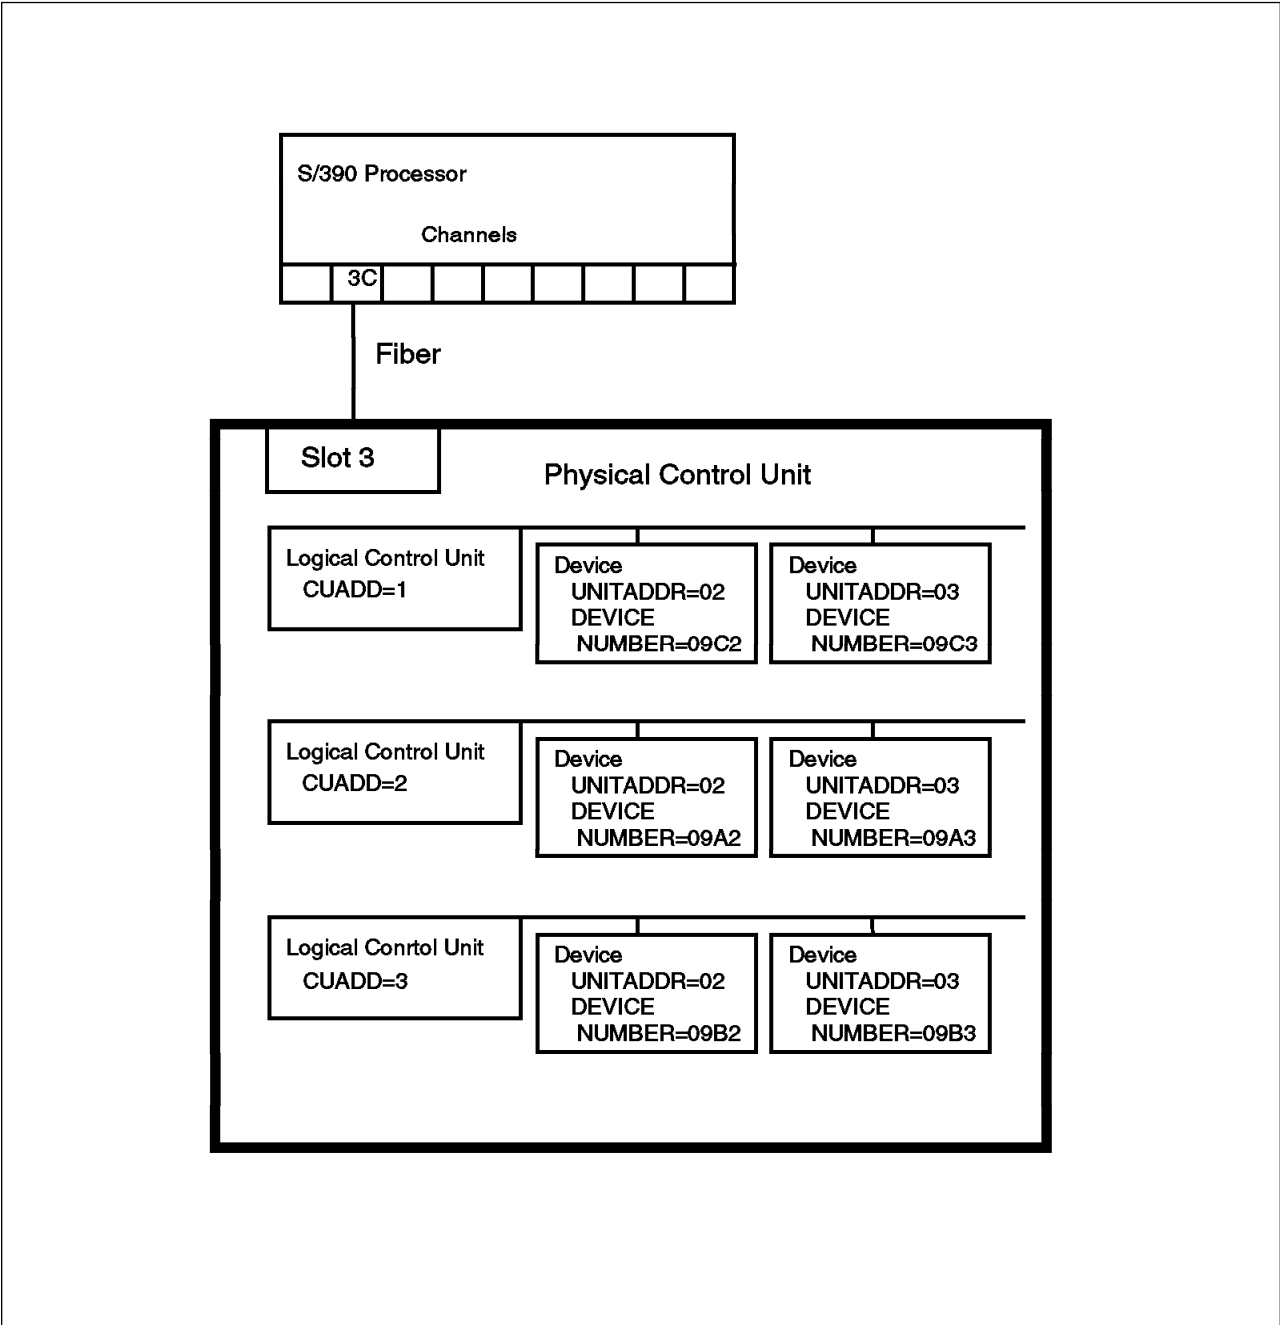 S/390 Processor
Channels
3C
Fiber
Slot 3
Physical Control Unit
Logical Control Unit
CUADD=1
Device
UNITADDR=02
DEVICE
NUMBER=09C2
Device
UNITADDR=03
DEVICE
NUMBER=09C3
Logical Control Unit
CUADD=2
Device
UNITADDR=02
DEVICE
NUMBER=09A2
Device
UNITADDR=03
DEVICE
NUMBER=09A3
Logical Conrtol Unit
CUADD=3
Device
UNITADDR=02
DEVICE
NUMBER=09B2
Device
UNITADDR=03
DEVICE
NUMBER=09B3